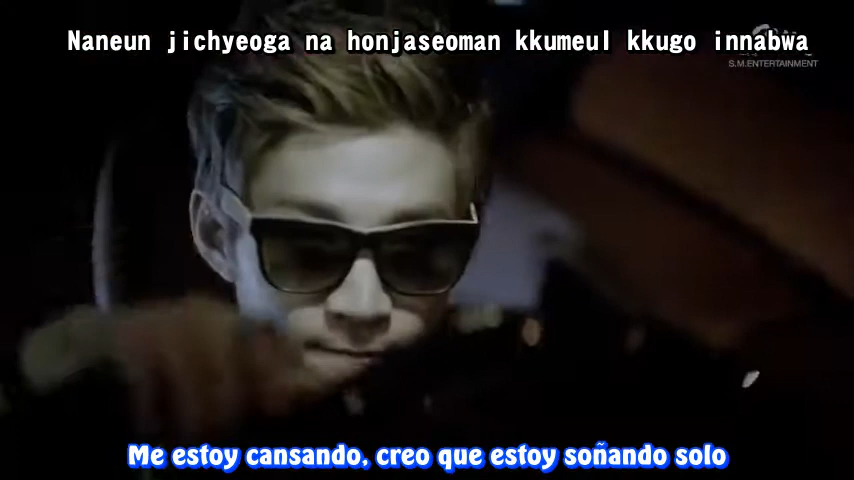 Naneun jichyeoga na honjaseoman kkumeul kkugo innabwa
S.M.ENTERTAINMENT
Me estoy cansando, creo que estoy soñando solo